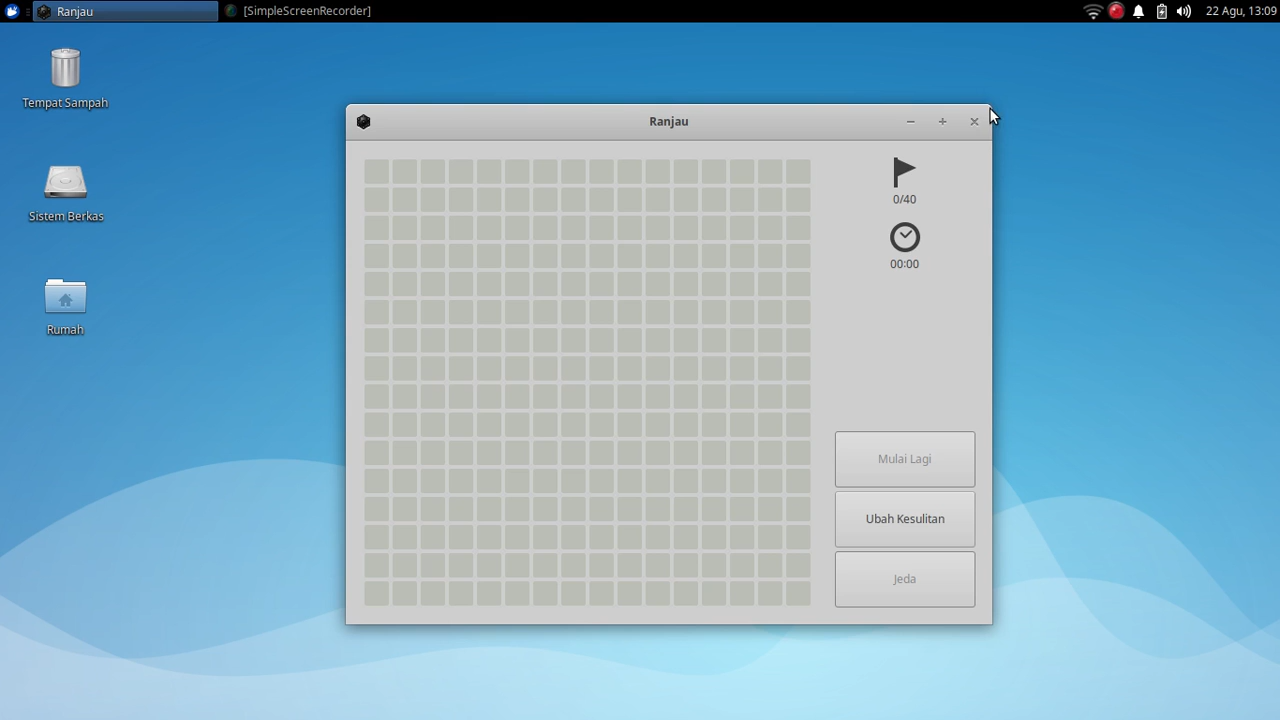 Ranjau
[SimpleScreenRecorder]
22 Agu, 13:09
Tempat Sampah
Sistem Berkas
Rumah
Ranjau
0/40
00:00
Mulai Lagi
Ubah Kesulitan
Jeda